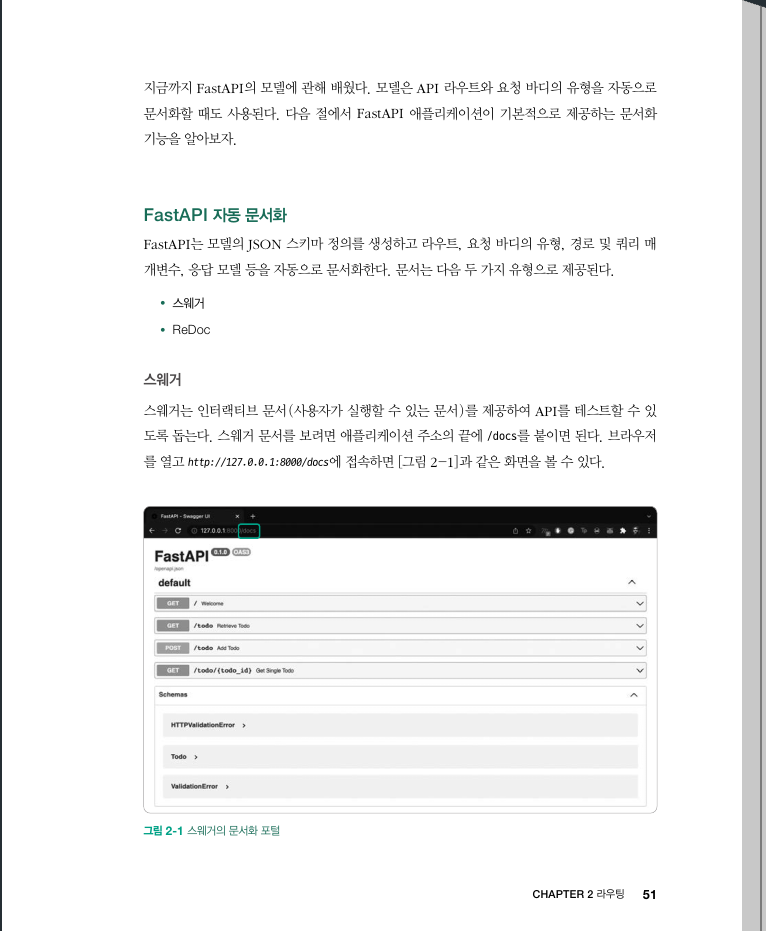 지금까지 FastAPI의 모델에 관해 배웠다. 모델은 API 라우트와 요청 바디의 유형을 자동으로
문서화할 때도 사용된다. 다음 절에서 FastAPI 애플리케이션이 기본적으로 제공하는 문서화
기능을 알아보자.
FastAPI 자동 문서화
FastAPI는 모델의 JSON 스키마 정의를 생성하고 라우트, 요청 바디의 유형, 경로 및 쿼리 매
개변수, 응답 모델 등을 자동으로 문서화한다. 문서는 다음 두 가지 유형으로 제공된다.
• 스웨거
• ReDoc
스웨거
스웨거는 인터랙티브 문서(사용자가 실행할 수 있는 문서)를 제공하여 API를 테스트할 수 있
도록 돕는다. 스웨거 문서를 보려면 애플리케이션 주소의 끝에 /docs를 붙이면 된다. 브라우저
를 열고 http://127.0.0.1:8000/docs에 접속하면 [그림 2-1]과 같은 화면을 볼 수 있다.
FastAPI - Swagger UI
127.0.0.1:8000/docs
FastAPI 0.1.0 OAS3
/openapi.json
default
GET / Welcome
GET /todo Retrieve Todo
POST /todo Add Todo
GET /todo/{todo_id} Get Single Todo
Schemas
HTTPValidationError
Todo
ValidationError
그림 2-1 스웨거의 문서화 포털
CHAPTER 2 라우팅 51